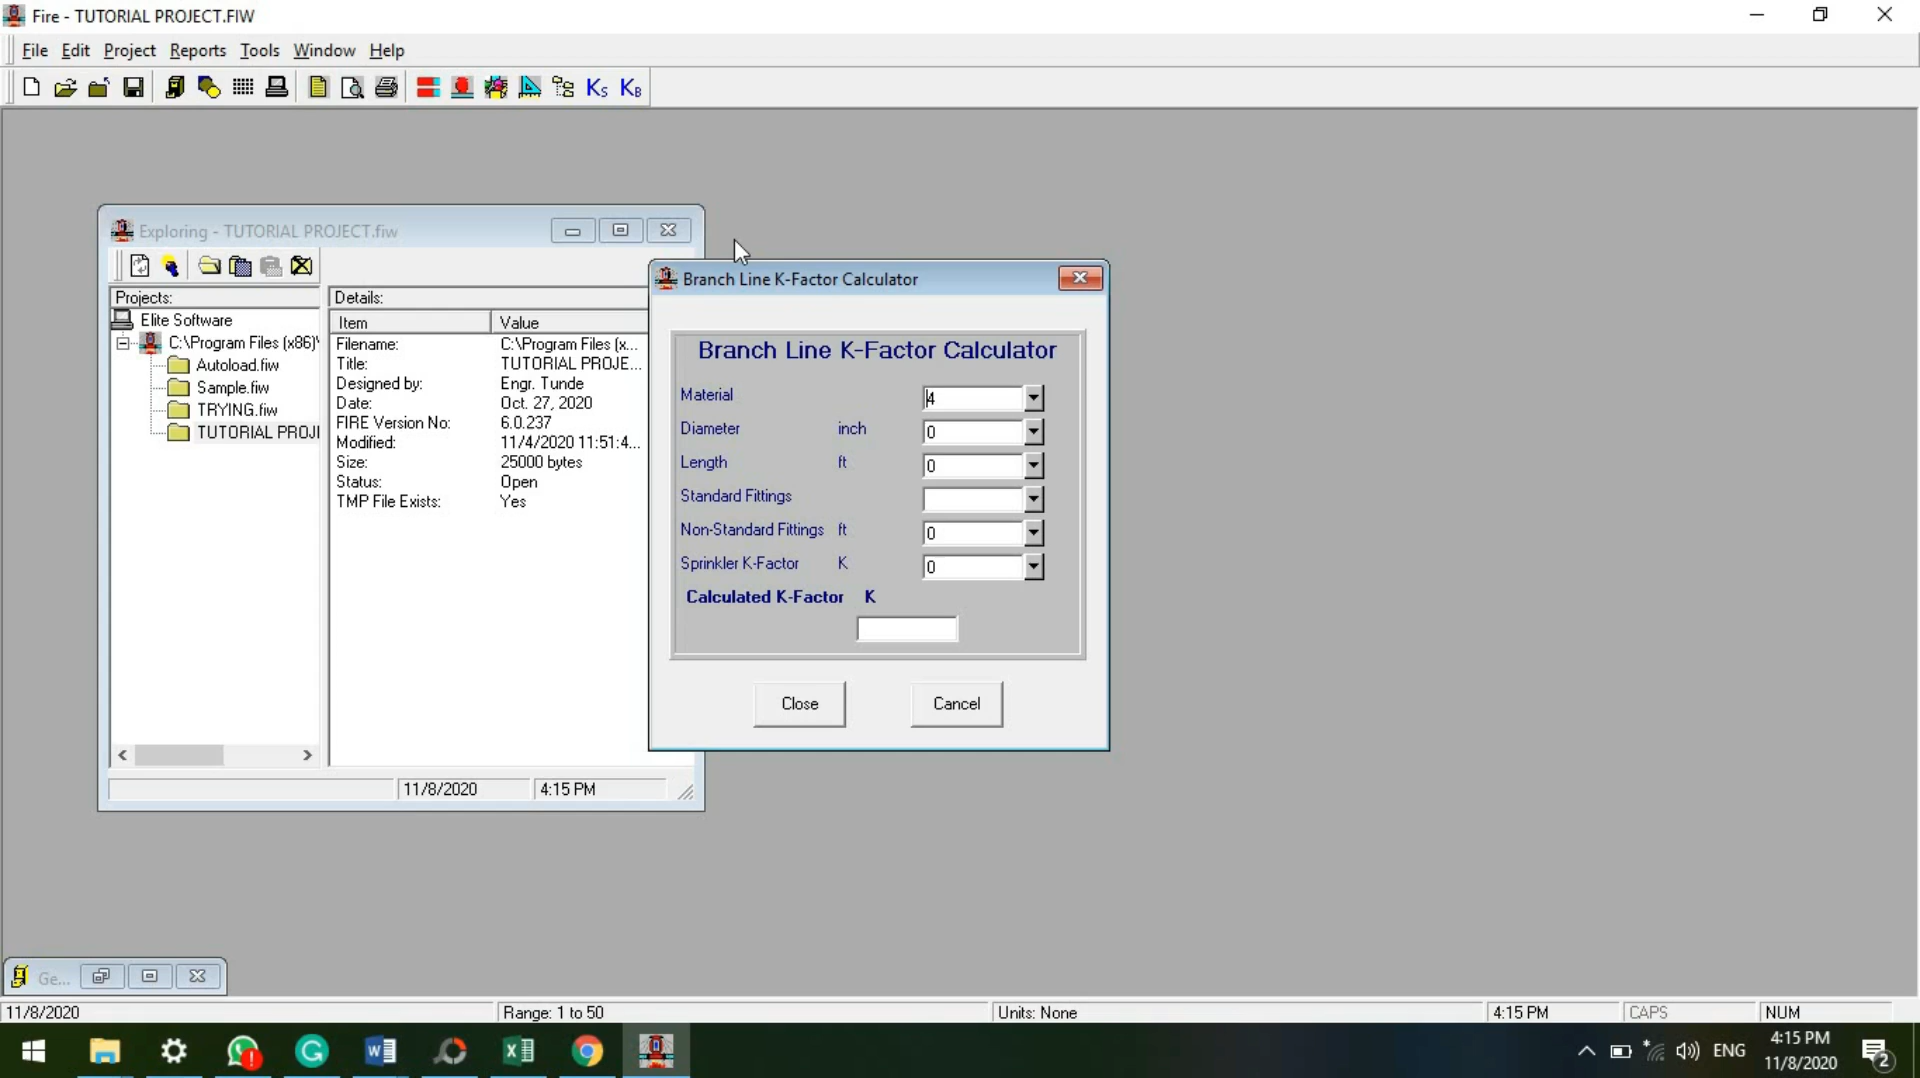 Fire - TUTORIAL PROJECT.FIW
File Edit Project Reports Tools Window Help
KS KB
Exploring - TUTORIAL PROJECT.fiw
Projects:
Elite Software
C:\Program Files (x86)\
Autoload.fiw
Sample.fiw
TRYING.fiw
TUTORIAL PROJ
Details:
Item Value
Filename: C:\Program Files (x...
Title: TUTORIAL PROJE...
Designed by: Engr. Tunde
Date: Oct. 27, 2020
FIRE Version No: 6.0.237
Modified: 11/4/2020 11:51:4...
Size: 25000 bytes
Status: Open
TMP File Exists: Yes
11/8/2020 4:15 PM
Branch Line K-Factor Calculator
Branch Line K-Factor Calculator
Material 4
Diameter inch 0
Length ft 0
Standard Fittings
Non-Standard Fittings ft 0
Sprinkler K-Factor K 0
Calculated K-Factor K
Close Cancel
Ge...
11/8/2020 Range: 1 to 50 Units: None 4:15 PM CAPS NUM
ENG 4:15 PM
11/8/2020
2